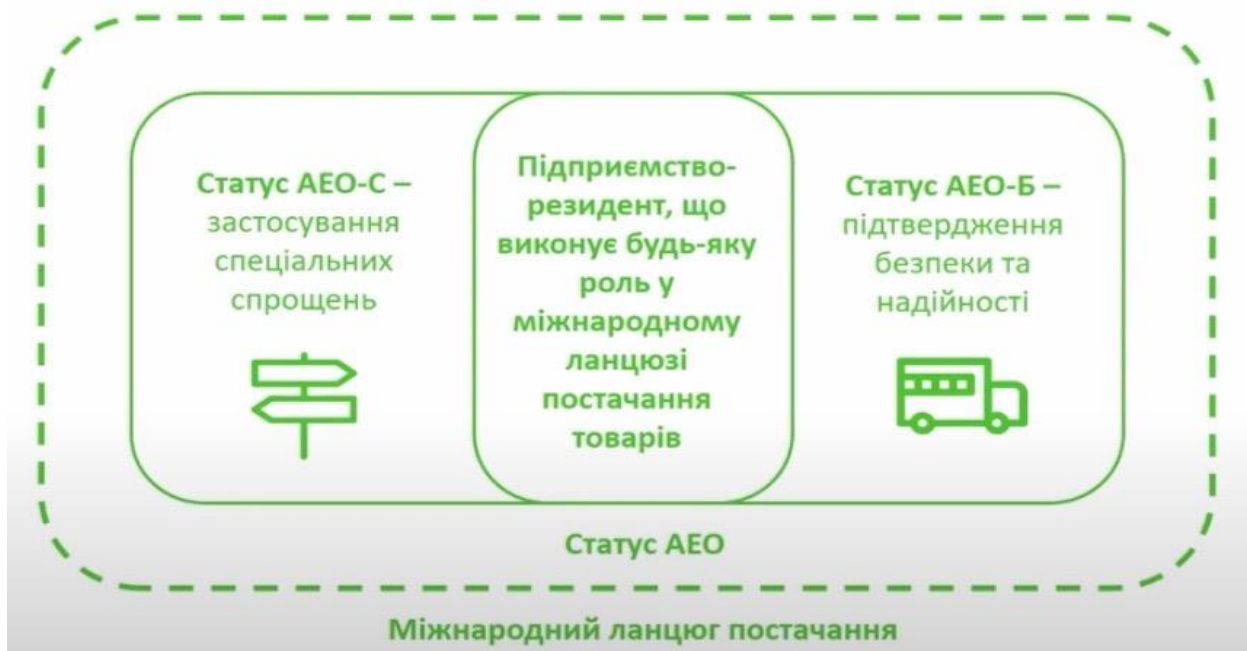 Статус АЕО-С –
застосування
спеціальних
спрощень
Підприємство-
резидент, що
виконує будь-яку
роль у
міжнародному
ланцюзі
постачання
товарів
Статус АЕО-Б –
підтвердження
безпеки та
надійності
Статус АЕО
Міжнародний ланцюг постачання